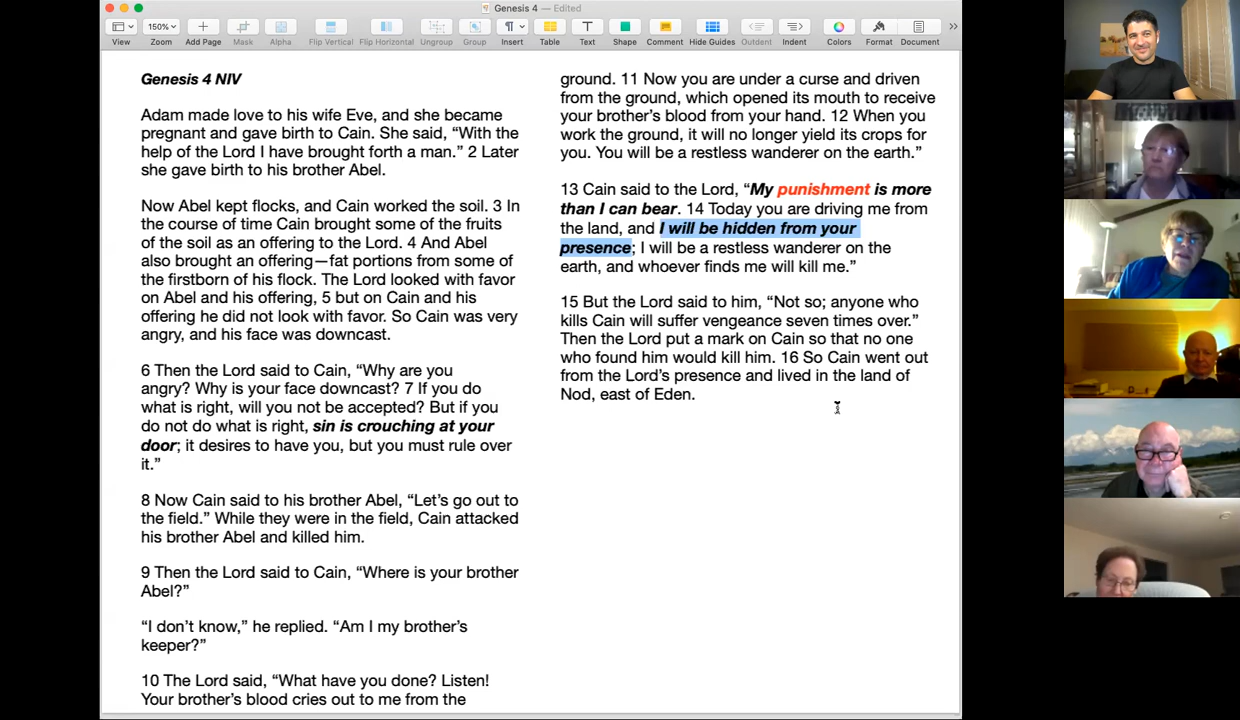 Genesis 4 — Edited
150%
View
Zoom
Add Page
Mask
Alpha
Flip Vertical
Flip Horizontal
Ungroup
Group
Insert
Table
Text
Shape
Comment
Hide Guides
Outdent
Indent
Colors
Format
Document
Genesis 4 NIV
Adam made love to his wife Eve, and she became
pregnant and gave birth to Cain. She said, “With the
help of the Lord I have brought forth a man.” 2 Later
she gave birth to his brother Abel.
Now Abel kept flocks, and Cain worked the soil. 3 In
the course of time Cain brought some of the fruits
of the soil as an offering to the Lord. 4 And Abel
also brought an offering—fat portions from some of
the firstborn of his flock. The Lord looked with favor
on Abel and his offering, 5 but on Cain and his
offering he did not look with favor. So Cain was very
angry, and his face was downcast.
6 Then the Lord said to Cain, “Why are you
angry? Why is your face downcast? 7 If you do
what is right, will you not be accepted? But if you
do not do what is right, sin is crouching at your
door; it desires to have you, but you must rule over
it.”
8 Now Cain said to his brother Abel, “Let’s go out to
the field.” While they were in the field, Cain attacked
his brother Abel and killed him.
9 Then the Lord said to Cain, “Where is your brother
Abel?”
“I don’t know,” he replied. “Am I my brother’s
keeper?”
10 The Lord said, “What have you done? Listen!
Your brother’s blood cries out to me from the
ground. 11 Now you are under a curse and driven
from the ground, which opened its mouth to receive
your brother’s blood from your hand. 12 When you
work the ground, it will no longer yield its crops for
you. You will be a restless wanderer on the earth.”
13 Cain said to the Lord, “My punishment is more
than I can bear. 14 Today you are driving me from
the land, and I will be hidden from your
presence; I will be a restless wanderer on the
earth, and whoever finds me will kill me.”
15 But the Lord said to him, “Not so; anyone who
kills Cain will suffer vengeance seven times over.”
Then the Lord put a mark on Cain so that no one
who found him would kill him. 16 So Cain went out
from the Lord’s presence and lived in the land of
Nod, east of Eden.